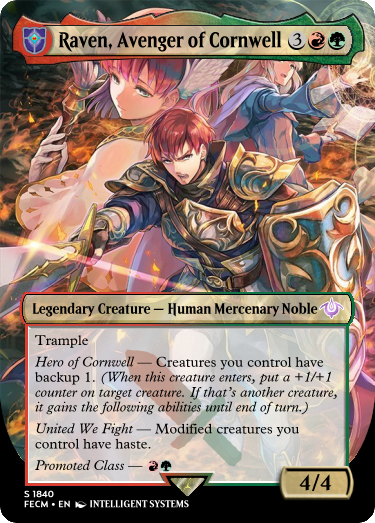 Raven, Avenger of Cornwell 3
Legendary Creature — Human Mercenary Noble
Trample
Hero of Cornwell — Creatures you control have
backup 1. (When this creature enters, put a +1/+1
counter on target creature. If that's another creature,
it gains the following abilities until end of turn.)
United We Fight — Modified creatures you
control have haste.
Promoted Class —
4/4
S 1840
FECM • EN INTELLIGENT SYSTEMS